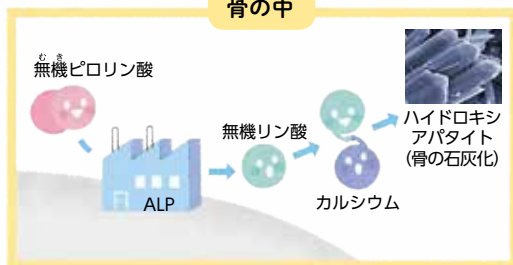 骨の中
むき
無機ピロリン酸
ALP
無機リン酸
カルシウム
ハイドロキシ
アパタイト
(骨の石灰化)